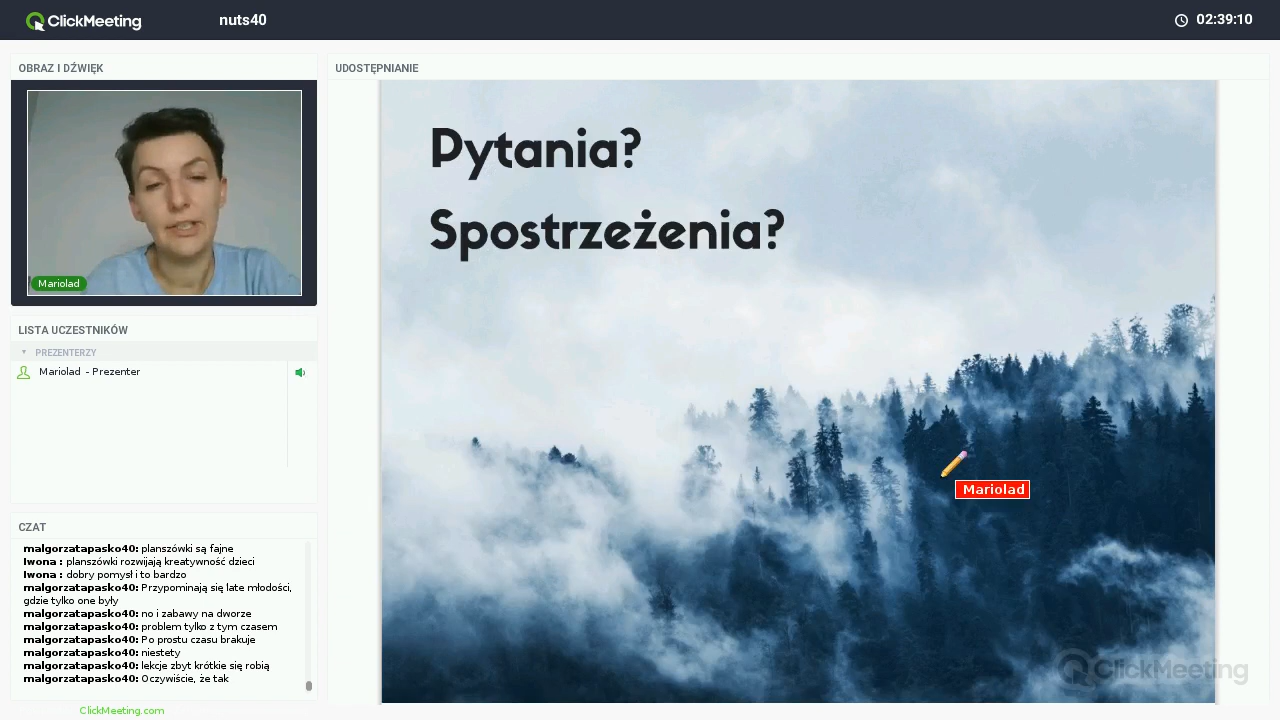 ClickMeeting
nuts40
02:39:10
OBRAZ I DŹWIĘK
Mariolad
LISTA UCZESTNIKÓW
PREZENTERZY
Mariolad - Prezenter
CZAT
malgorzatapasko40: planszówki są fajne
Iwona : planszówki rozwijają kreatywność dzieci
Iwona : dobry pomysł i to bardzo
malgorzatapasko40: Przypominają się late młodości,
gdzie tylko one były
malgorzatapasko40: no i zabawy na dworze
malgorzatapasko40: problem tylko z tym czasem
malgorzatapasko40: Po prostu czasu brakuje
malgorzatapasko40: niestety
malgorzatapasko40: lekcje zbyt krótkie się robią
malgorzatapasko40: Oczywiście, że tak
ClickMeeting.com
UDOSTĘPNIANIE
Pytania?
Spostrzeżenia?
Mariolad
ClickMeeting